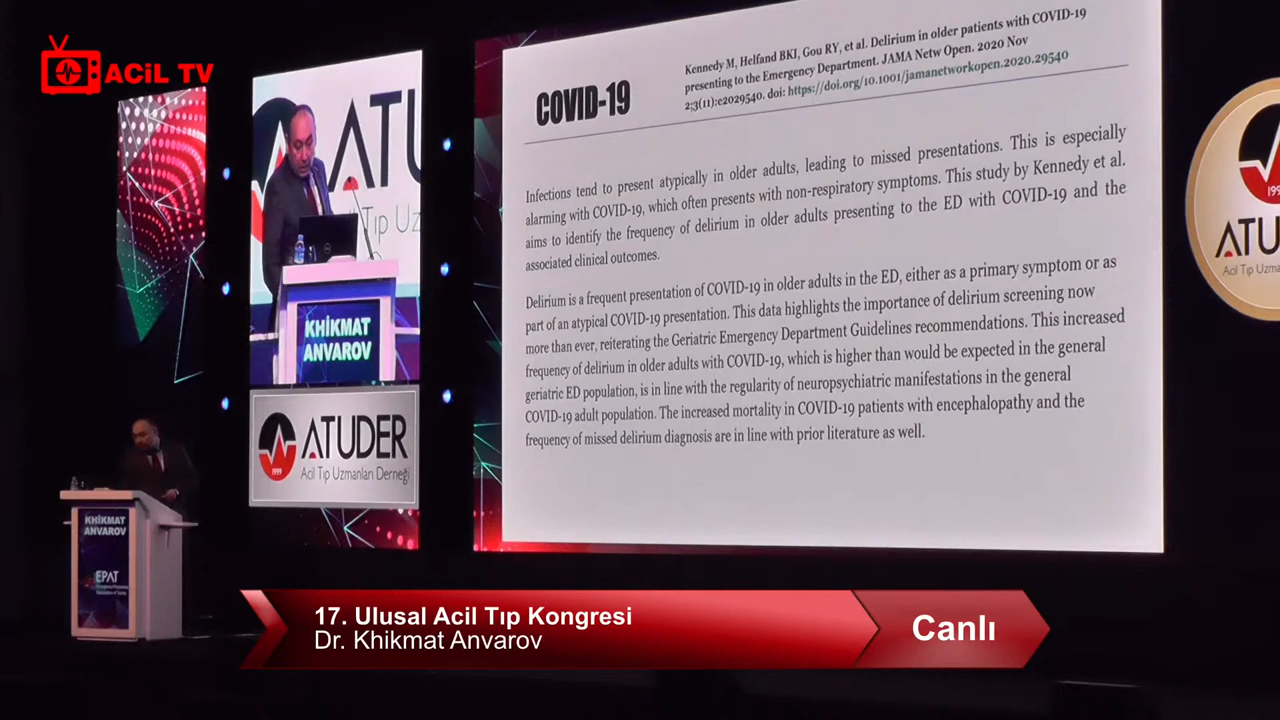 ACiL TV
COVID-19
Kennedy M, Helfand BKI, Gou RY, et al. Delirium in older patients with COVID-19
presenting to the Emergency Department. JAMA Netw Open. 2020 Nov
2;3(11):e2029540. doi: https://doi.org/10.1001/jamanetworkopen.2020.29540
Infections tend to present atypically in older adults, leading to missed presentations. This is especially
alarming with COVID-19, which often presents with non-respiratory symptoms. This study by Kennedy et al.
aims to identify the frequency of delirium in older adults presenting to the ED with COVID-19 and the
associated clinical outcomes.
Delirium is a frequent presentation of COVID-19 in older adults in the ED, either as a primary symptom or as
part of an atypical COVID-19 presentation. This data highlights the importance of delirium screening now
more than ever, reiterating the Geriatric Emergency Department Guidelines recommendations. This increased
frequency of delirium in older adults with COVID-19, which is higher than would be expected in the general
geriatric ED population, is in line with the regularity of neuropsychiatric manifestations in the general
COVID-19 adult population. The increased mortality in COVID-19 patients with encephalopathy and the
frequency of missed delirium diagnosis are in line with prior literature as well.
ATU
Tıp Uz
KHİKMAT
ANVAROV
1999
ATUDER
Acil Tıp Uzmanları Derneği
199
ATU
Acil Tıp Uzma
KHİKMAT
ANVAROV
EPAT
17. Ulusal Acil Tıp Kongresi
Dr. Khikmat Anvarov
Canlı